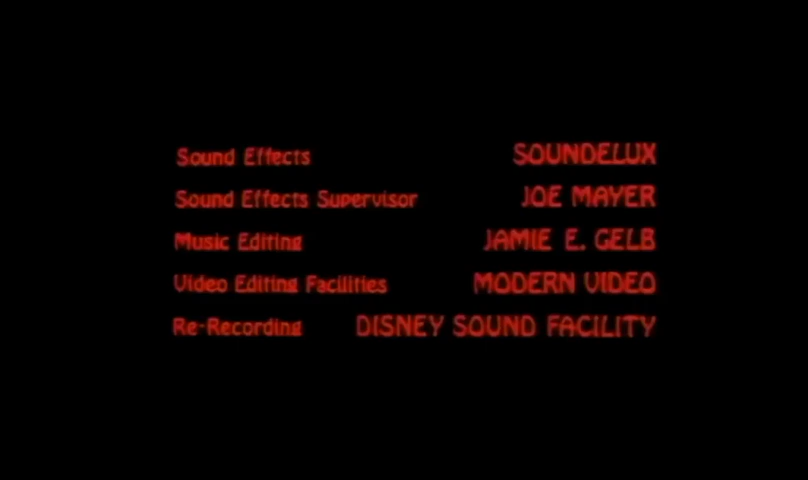 Sound Effects SOUNDELUX
Sound Effects Supervisor JOE MAYER
Music Editing JAMIE E. GELB
Video Editing Facilities MODERN VIDEO
Re-Recording DISNEY SOUND FACILITY